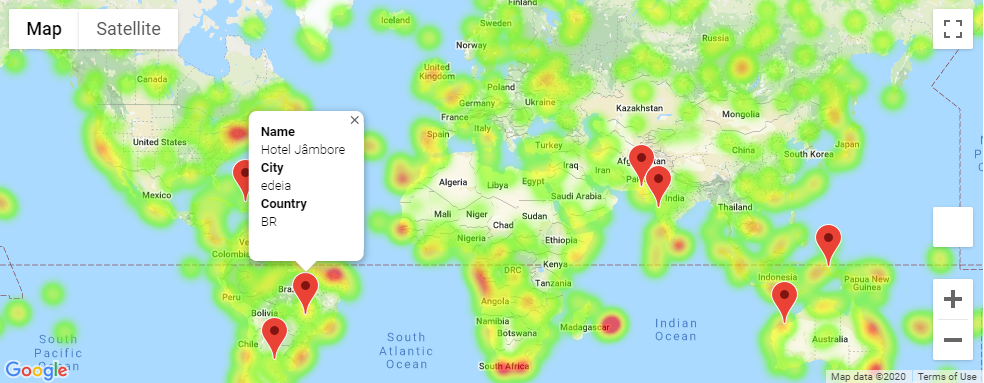 Map
Satellite
Iceland
Finland
Sweden
Norway
Russia
Canada
United
Kingdom
Poland
Germany
Ukraine
France
Kazakhstan
Mongolia
Spain
Italy
Turkey
United States
China
South Korea
Japan
Iraq
Iran
Afghanistan
Algeria
Libya
Egypt
Saudi Arabia
India
Mexico
Mali
Niger
Sudan
Chad
Thailand
Nigeria
Ethiopia
Colombia
Kenya
DRC
Tanzania
Indonesia
Papua New
Guinea
Peru
Angola
Bolivia
Namibia
Botswana
Madagascar
Chile
Australia
South Africa
South
Pacific
Ocean
South
Atlantic
Ocean
Indian
Ocean
Name
Hotel Jâmbore
City
edeia
Country
BR
Google
Map data ©2020
Terms of Use